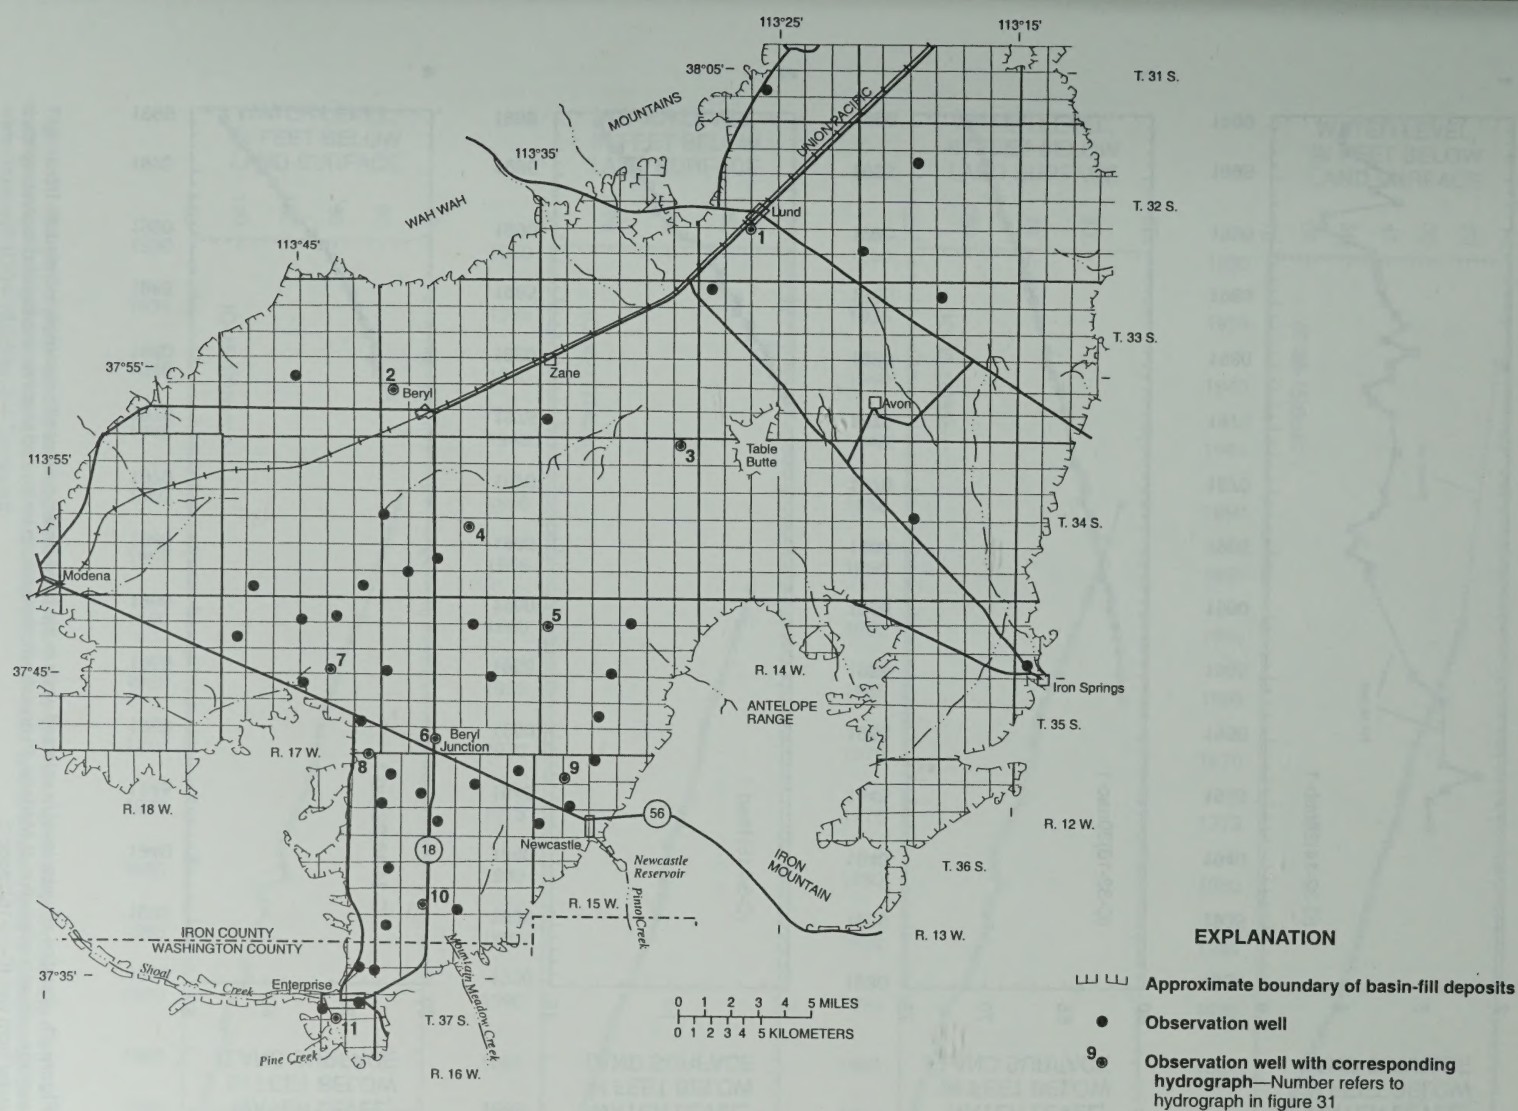 113°25'
113°15'
38°05'
T. 31 S.
MOUNTAINS
UNION PACIFIC
113°35'
WAH WAH
T. 32 S.
Lund
1
113°45'
T. 33 S.
37°55'
2
Beryl
Zane
Avon
3
Table
Butte
113°55'
4
T. 34 S.
Modena
5
7
37°45'
R. 14 W.
Iron Springs
ANTELOPE
RANGE
T. 35 S.
R. 17 W.
6
Beryl
Junction
8
9
R. 18 W.
56
R. 12 W.
18
Newcastle
Newcastle
Reservoir
IRON
MOUNTAIN
T. 36 S.
10
R. 15 W.
Pinto Creek
R. 13 W.
IRON COUNTY
WASHINGTON COUNTY
Mountain Meadow Creek
37°35'
Shoal
Creek
Enterprise
11
T. 37 S.
Pine Creek
R. 16 W.
0 1 2 3 4 5 MILES
0 1 2 3 4 5 KILOMETERS
EXPLANATION
Approximate boundary of basin-fill deposits
Observation well
9
Observation well with corresponding
hydrograph—Number refers to
hydrograph in figure 31